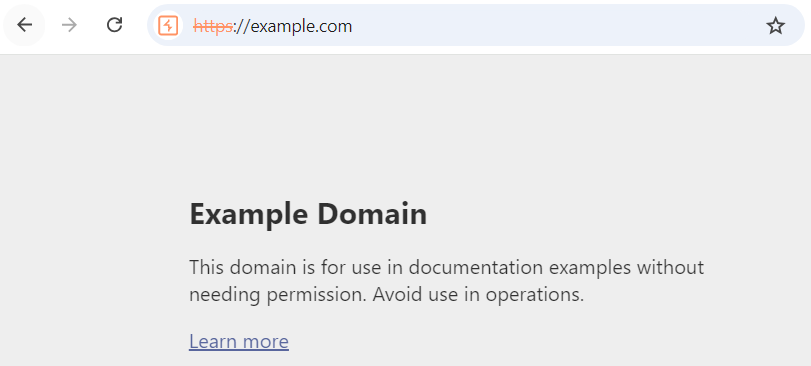 https://example.com
Example Domain
This domain is for use in documentation examples without
needing permission. Avoid use in operations.
Learn more